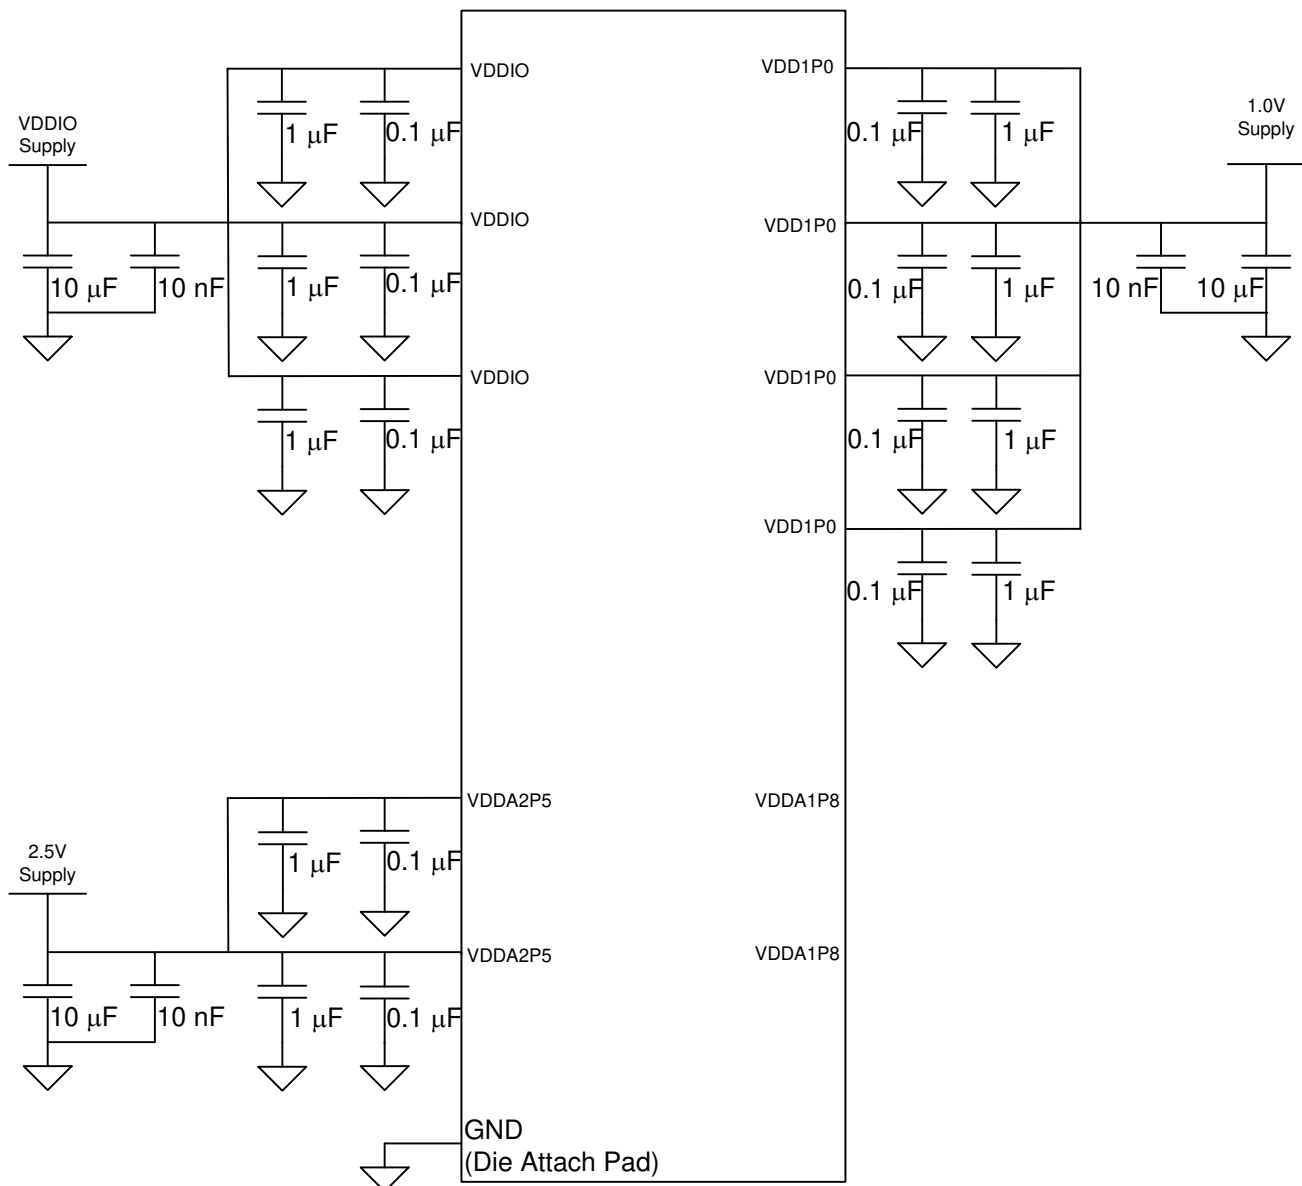 VDDIO
VDD1P0
1 μF
0.1 μF
0.1 μF
1 μF
VDDIO
Supply
1.0V
Supply
VDDIO
VDD1P0
10 μF
10 nF
1 μF
0.1 μF
0.1 μF
1 μF
10 nF
10 μF
VDDIO
VDD1P0
1 μF
0.1 μF
0.1 μF
1 μF
VDD1P0
0.1 μF
1 μF
VDDA2P5
VDDA1P8
1 μF
0.1 μF
2.5V
Supply
VDDA2P5
VDDA1P8
10 μF
10 nF
1 μF
0.1 μF
GND
(Die Attach Pad)